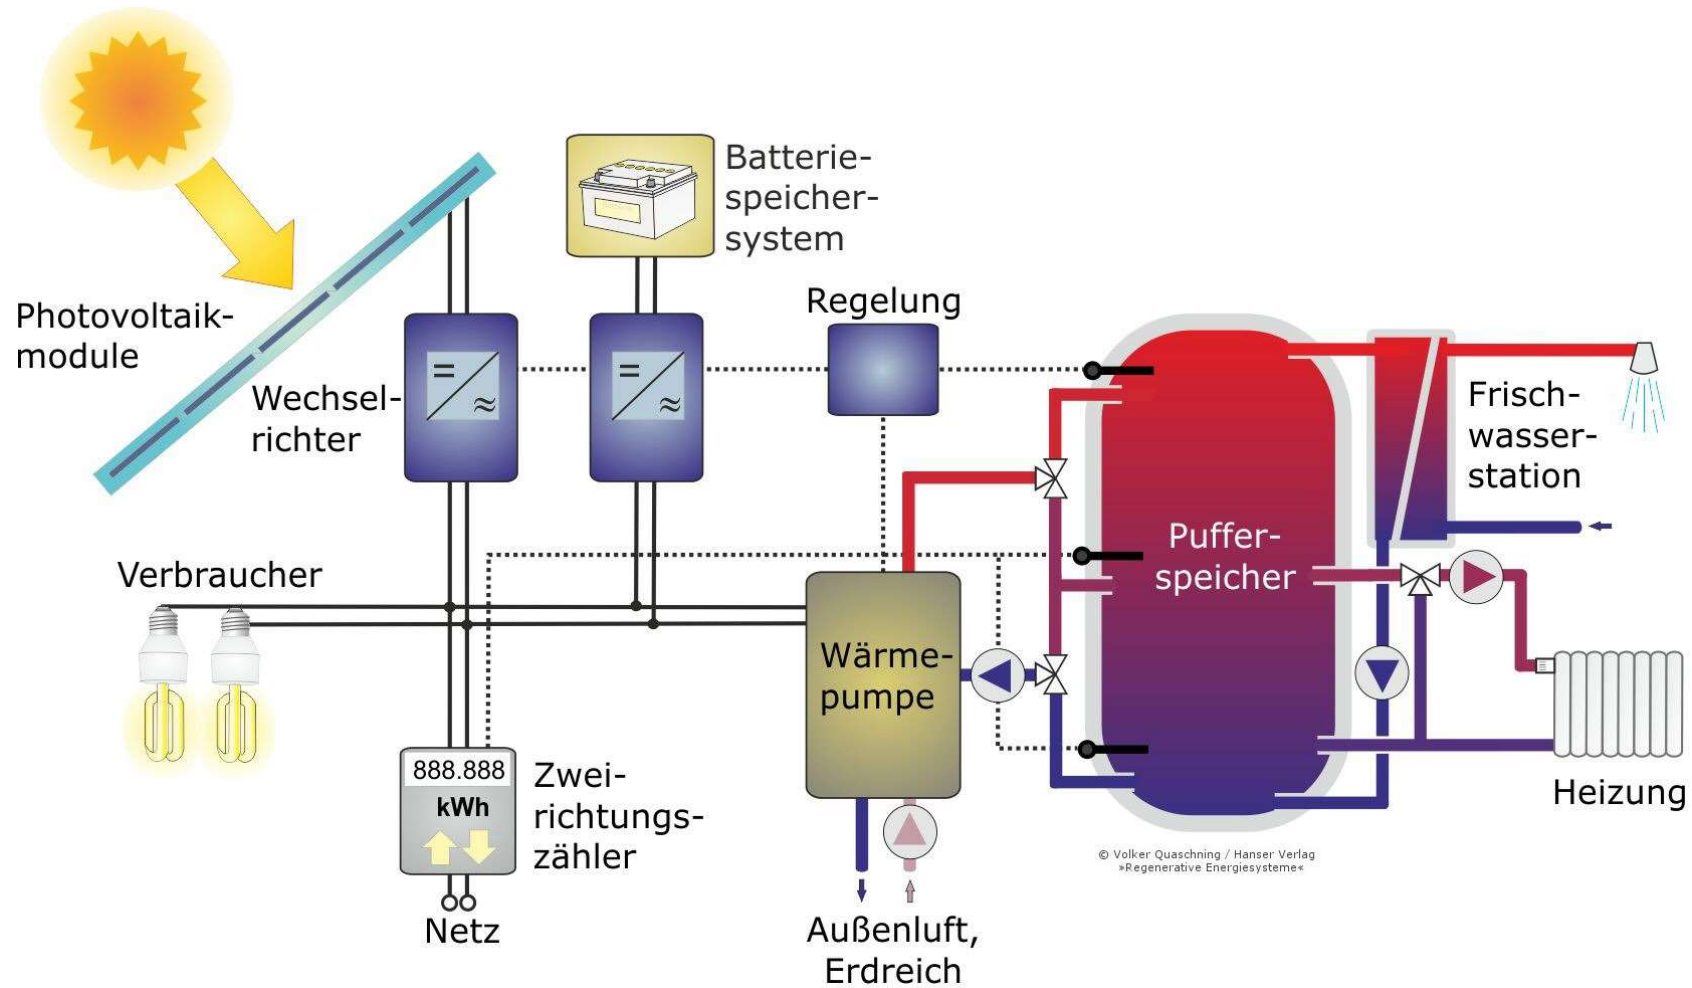 Batterie-
speicher-
system
Regelung
Photovoltaik-
module
Wechsel-
richter
=
≈
=
≈
Frisch-
wasser-
station
Puffer-
speicher
Verbraucher
Wärme-
pumpe
888.888
kWh
Zwei-
richtungs-
zähler
Heizung
© Volker Quaschning / Hanser Verlag
»Regenerative Energiesysteme«
Netz
Außenluft,
Erdreich